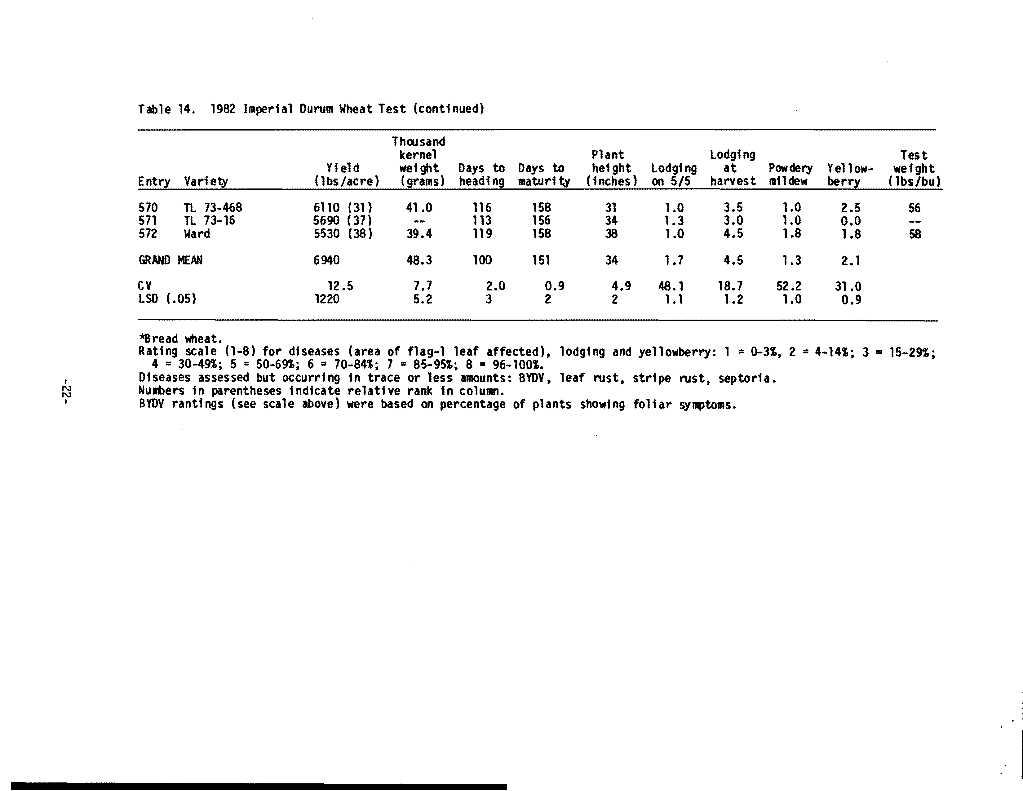 Table 14. 1982 Imperial Durum Wheat Test (continued)
Thousand
kernel Plant Lodging Test
Yield weight Days to Days to height Lodging at Powdery Yellow- weight
Entry Variety (lbs/acre) (grams) heading maturity (inches) on 5/5 harvest mildew berry (lbs/bu)
570 TL 73-468 6110 (31) 41.0 116 158 31 1.0 3.5 1.0 2.5 56
571 TL 73-16 5690 (37) -- 113 156 34 1.3 3.0 1.0 0.0 --
572 Ward 5530 (38) 39.4 119 158 38 1.0 4.5 1.8 1.8 58
GRAND MEAN 6940 48.3 100 151 34 1.7 4.5 1.3 2.1
CV 12.5 7.7 2.0 0.9 4.9 48.1 18.7 52.2 31.0
LSD (.05) 1220 5.2 3 2 2 1.1 1.2 1.0 0.9
*Bread wheat.
Rating scale (1-8) for diseases (area of flag-1 leaf affected), lodging and yellowberry: 1 = 0-3%, 2 = 4-14%; 3 = 15-29%;
4 = 30-49%; 5 = 50-69%; 6 = 70-84%; 7 = 85-95%; 8 = 96-100%.
Diseases assessed but occurring in trace or less amounts: BYDV, leaf rust, stripe rust, septoria.
Numbers in parentheses indicate relative rank in column.
BYDV rantings (see scale above) were based on percentage of plants showing foliar symptoms.
-22-